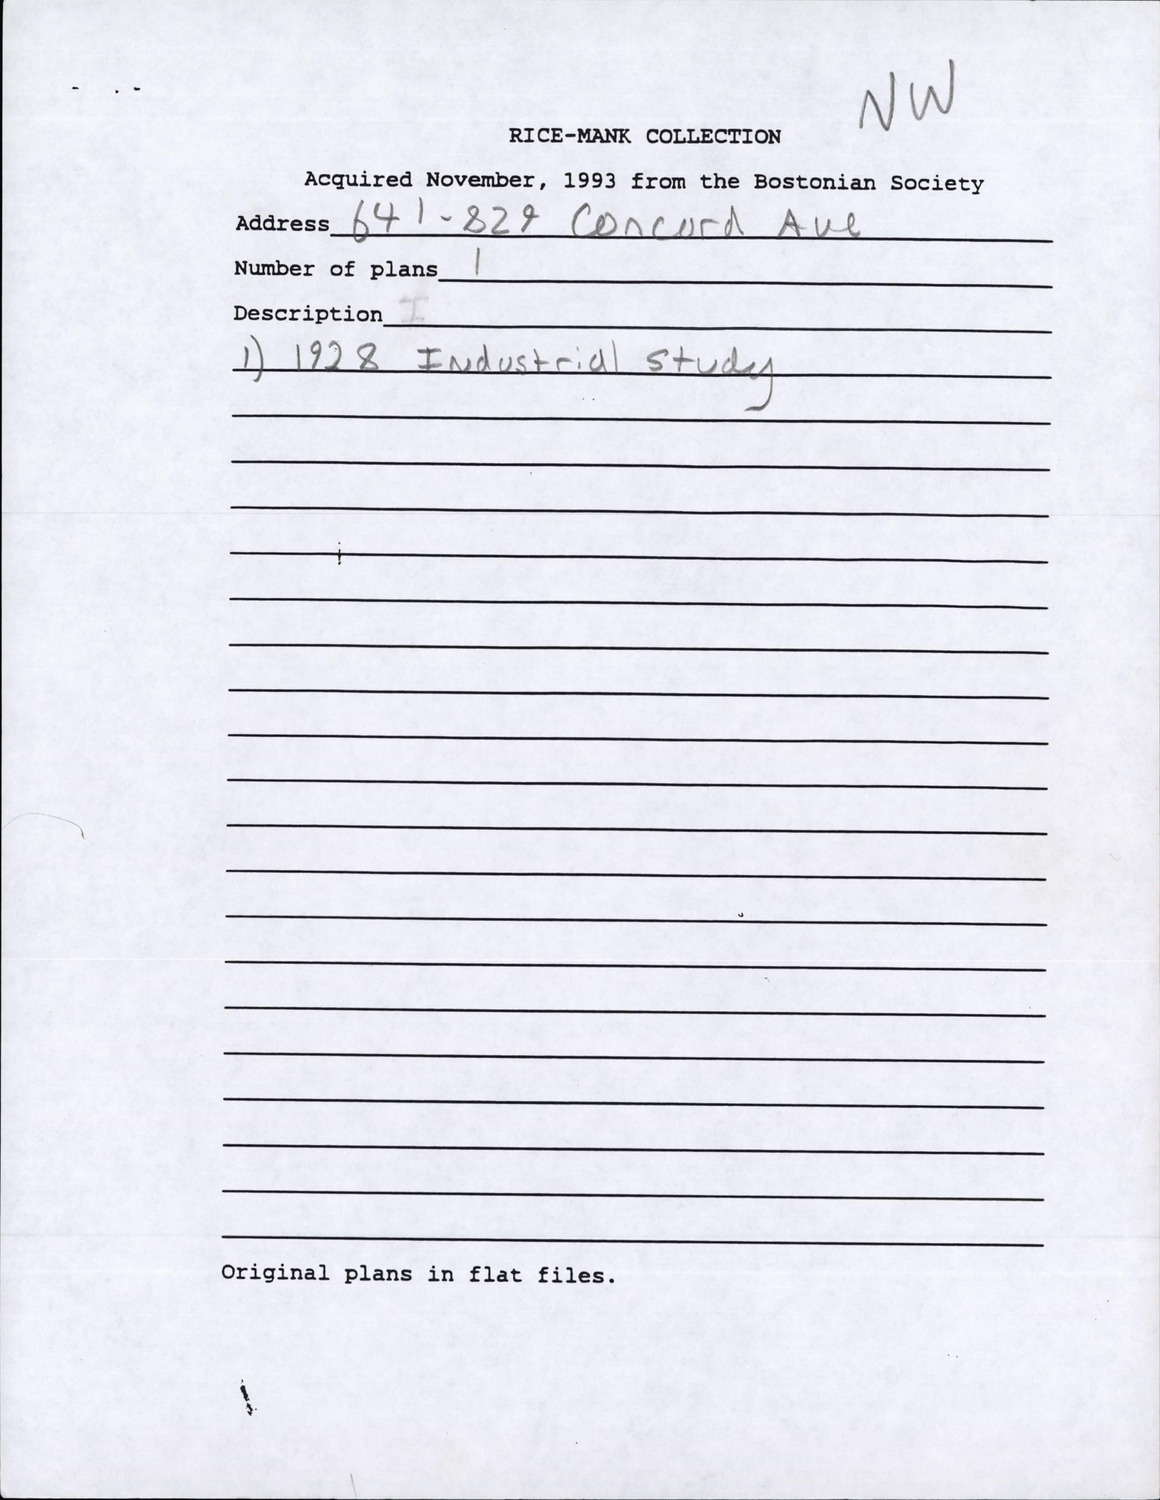 NW
RICE-MANK COLLECTION
Acquired November, 1993 from the Bostonian Society
Address 641-829 Concord Ave
Number of plans 1
Description I
1) 1928 Industrial study
Original plans in flat files.